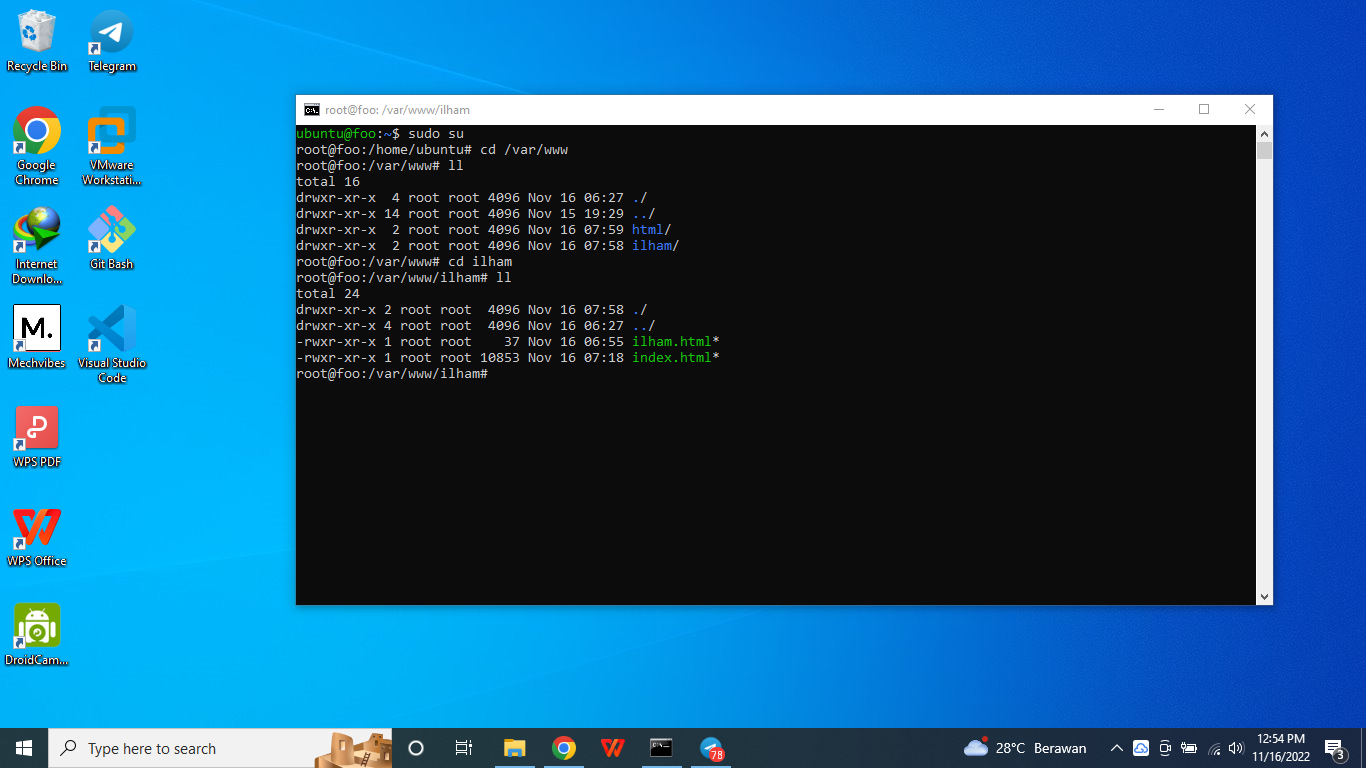 Recycle Bin
Telegram
Google
Chrome
VMware
Workstati...
Internet
Downlo...
Git Bash
M.
Mechvibes
Visual Studio
Code
WPS PDF
WPS Office
DroidCam...
root@foo: /var/www/ilham
ubuntu@foo:~$ sudo su
root@foo:/home/ubuntu# cd /var/www
root@foo:/var/www# ll
total 16
drwxr-xr-x  4 root root 4096 Nov 16 06:27 ./
drwxr-xr-x 14 root root 4096 Nov 15 19:29 ../
drwxr-xr-x  2 root root 4096 Nov 16 07:59 html/
drwxr-xr-x  2 root root 4096 Nov 16 07:58 ilham/
root@foo:/var/www# cd ilham
root@foo:/var/www/ilham# ll
total 24
drwxr-xr-x 2 root root  4096 Nov 16 07:58 ./
drwxr-xr-x 4 root root  4096 Nov 16 06:27 ../
-rwxr-xr-x 1 root root    37 Nov 16 06:55 ilham.html*
-rwxr-xr-x 1 root root 10853 Nov 16 07:18 index.html*
root@foo:/var/www/ilham#
Type here to search
78
28°C Berawan
12:54 PM
11/16/2022
3